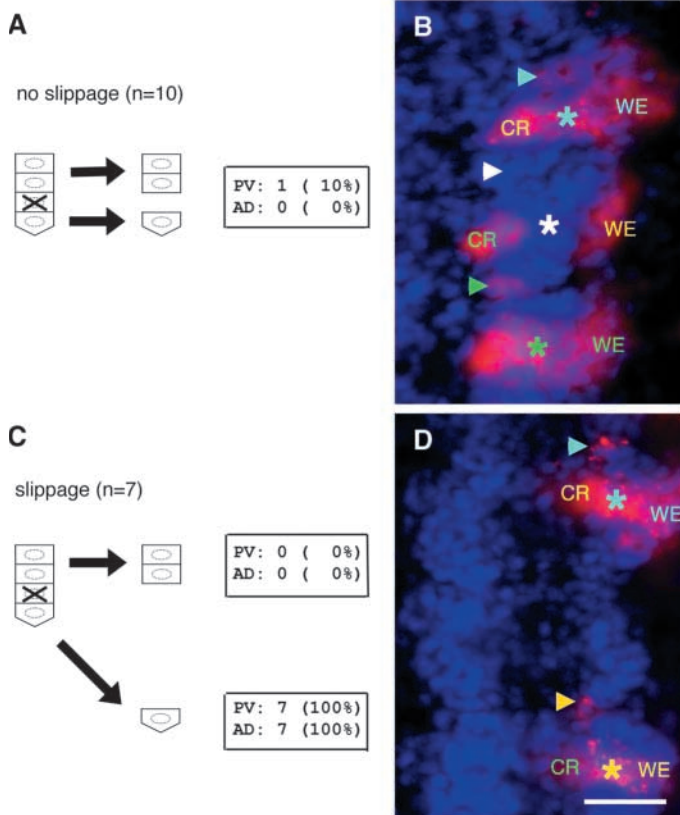 A
no slippage (n=10)
PV: 1 ( 10%)
AD: 0 ( 0%)
B
CR
WE
CR
WE
WE
C
slippage (n=7)
PV: 0 ( 0%)
AD: 0 ( 0%)
PV: 7 (100%)
AD: 7 (100%)
D
CR
WE
CR
WE